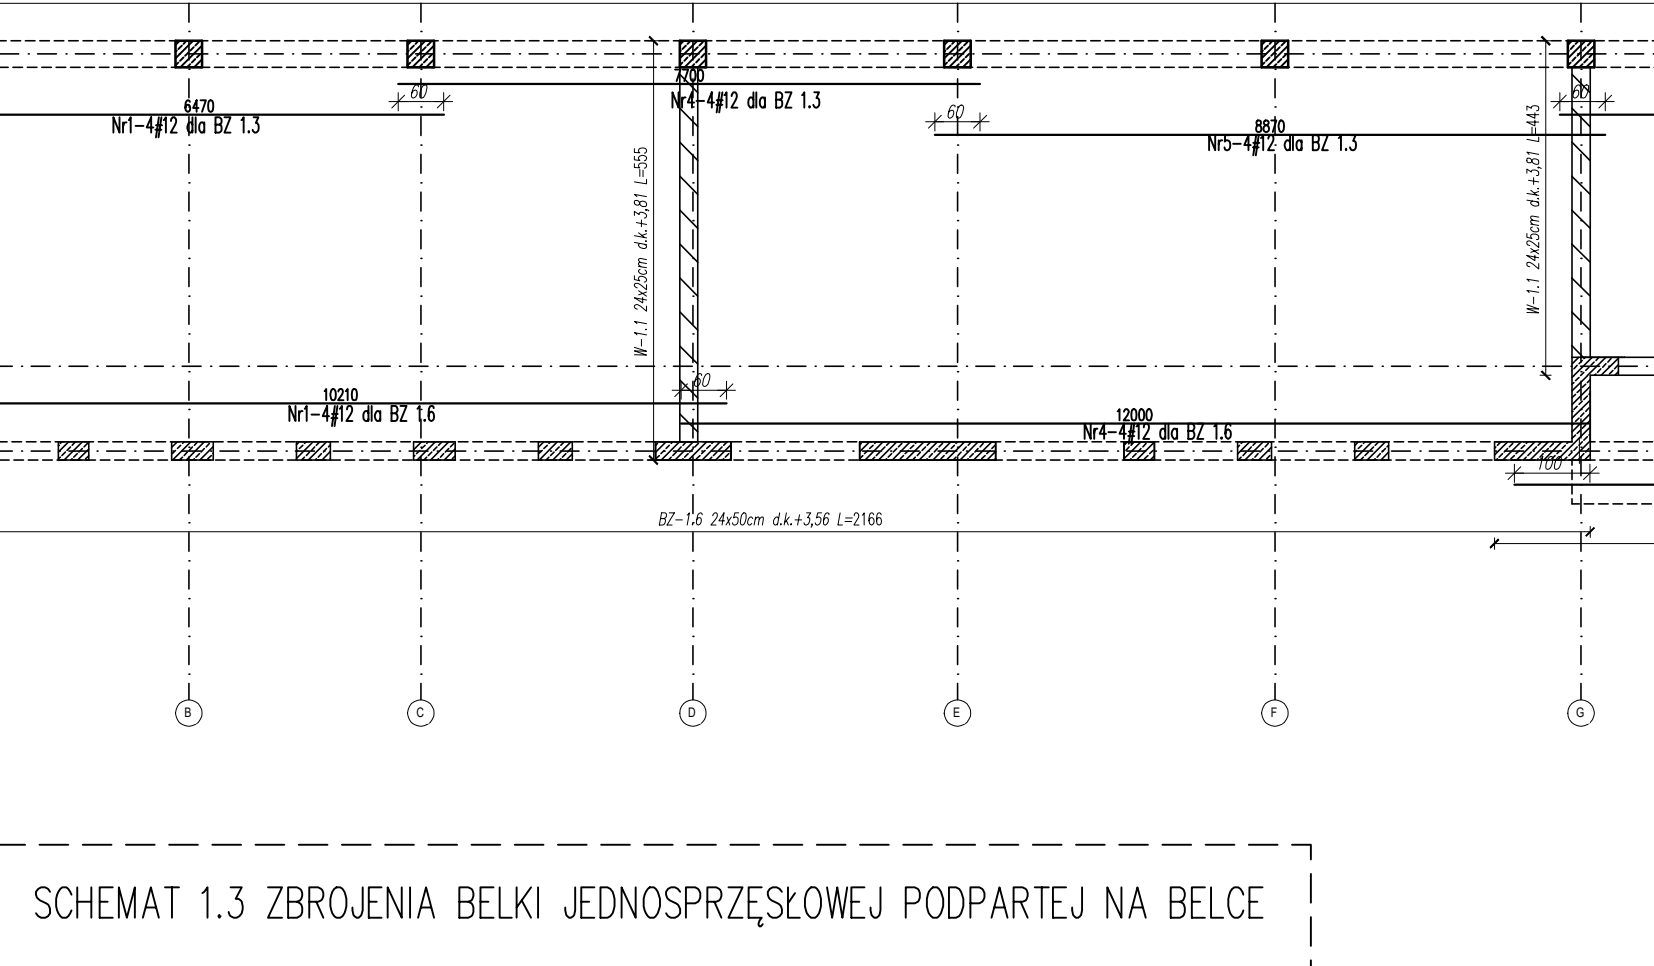 7700
Nr4-4#12 dla BZ 1.3
60
6470
Nr1-4#12 dla BZ 1.3
60
60
8870
Nr5-4#12 dla BZ 1.3
W-1.1 24x25cm d.k.+3,81 L=555
W-1.1 24x25cm d.k.+3,81 L=443
60
10210
Nr1-4#12 dla BZ 1.6
12000
Nr4-4#12 dla BZ 1.6
100
BZ-1.6 24x50cm d.k.+3,56 L=2166
B
C
D
E
F
G
SCHEMAT 1.3 ZBROJENIA BELKI JEDNOSPRZĘSŁOWEJ PODPARTEJ NA BELCE